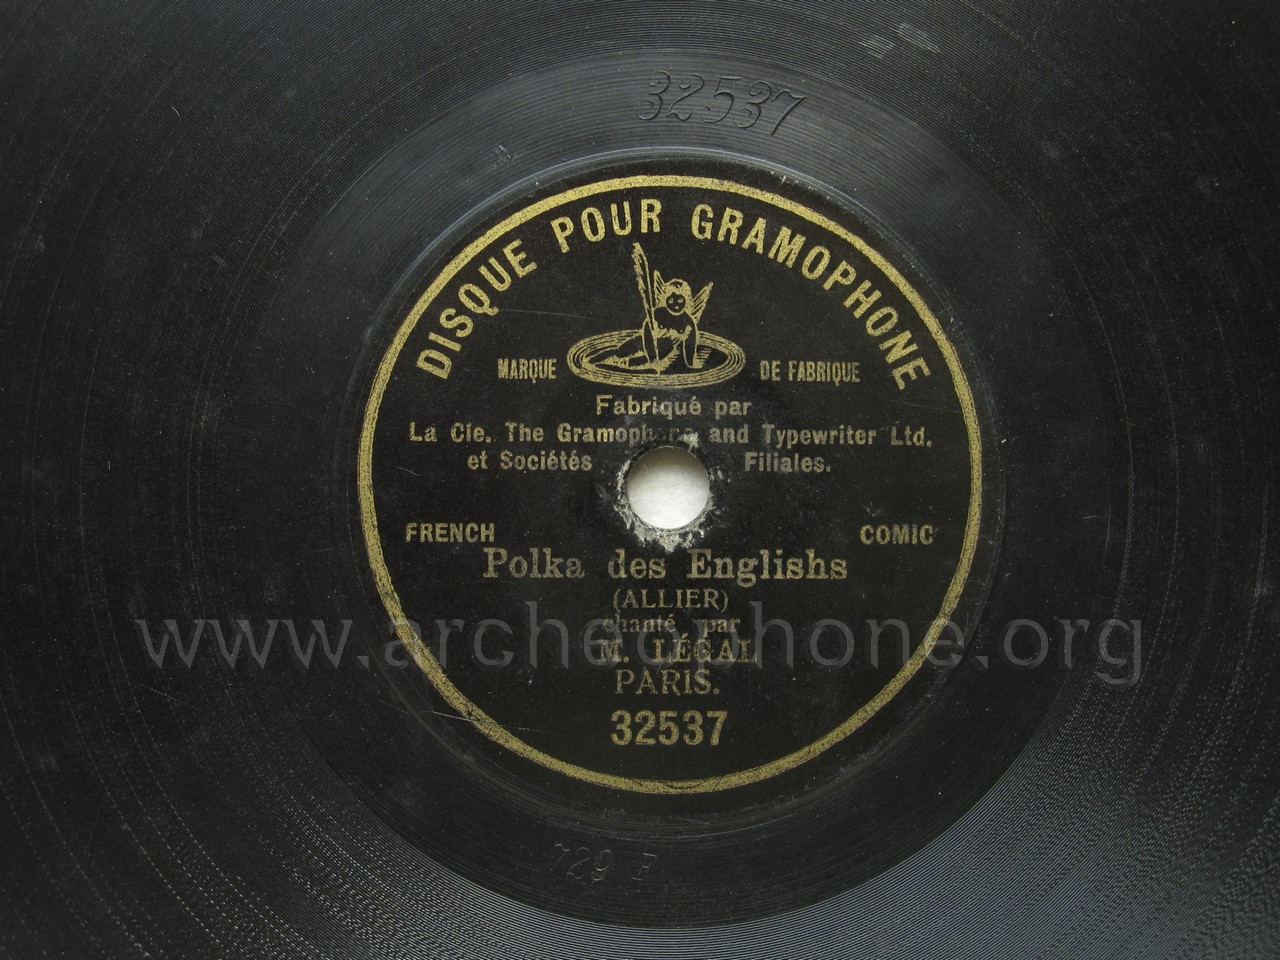 32537
DISQUE POUR GRAMOPHONE
MARQUE DE FABRIQUE
Fabriqué par
La Cie. The Gramophone and Typewriter Ltd.
et Sociétés Filiales.
FRENCH COMIC
Polka des Englishs
(ALLIER)
chanté par
www.archeophone.org
M. LÉGAL
PARIS.
32537
729 F